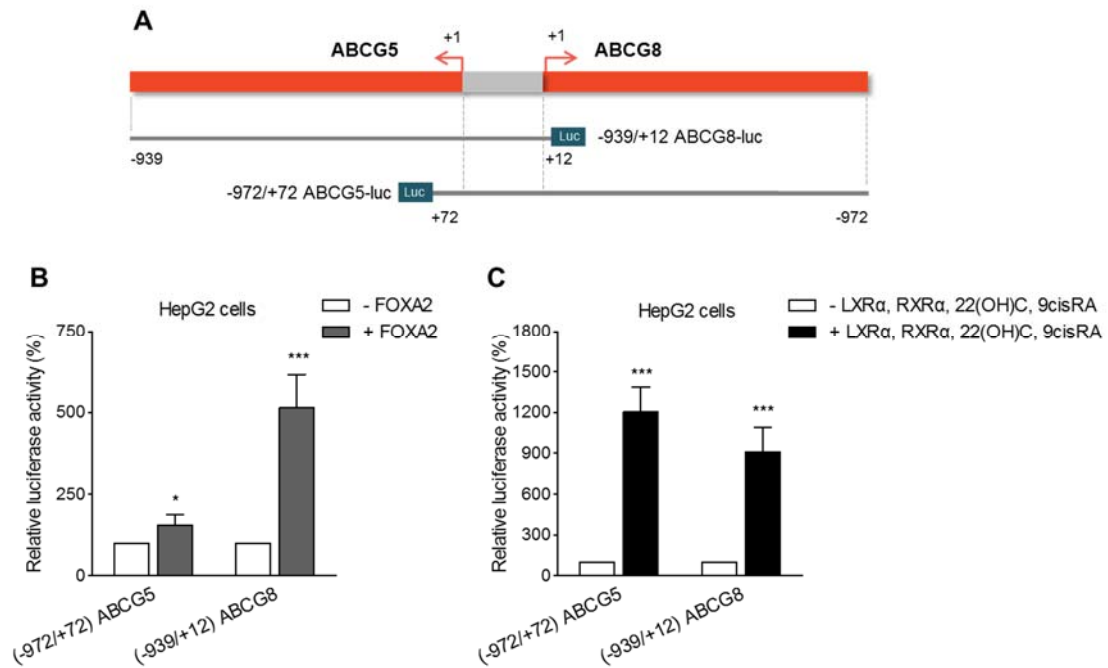 A
ABCG5
+1
+1
ABCG8
Luc
-939/+12 ABCG8-luc
-939
+12
-972/+72 ABCG5-luc
Luc
+72
-972
B
HepG2 cells
- FOXA2
+ FOXA2
Relative luciferase activity (%)
750
500
250
0
*
***
(-972/+72) ABCG5
(-939/+12) ABCG8
C
HepG2 cells
- LXRα, RXRα, 22(OH)C, 9cisRA
+ LXRα, RXRα, 22(OH)C, 9cisRA
Relative luciferase activity (%)
1800
1500
1200
900
600
300
0
***
***
(-972/+72) ABCG5
(-939/+12) ABCG8